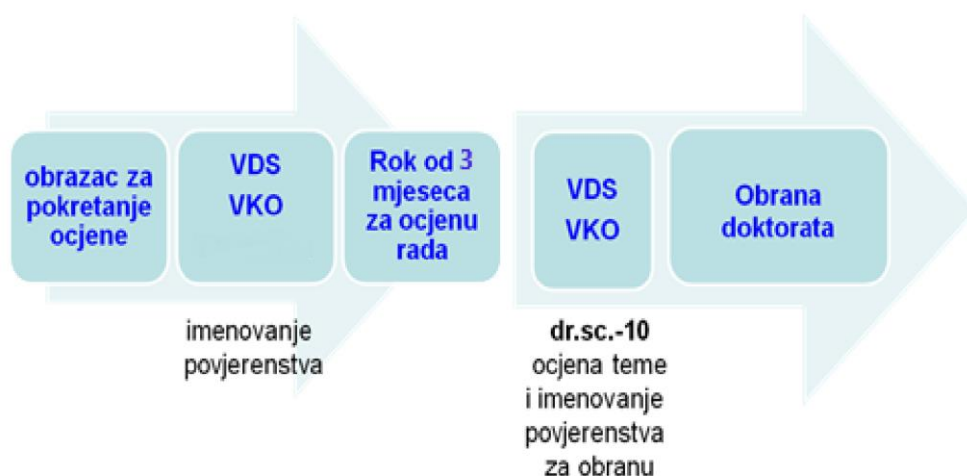 obrazac za
pokretanje
ocjene
VDS
VKO
Rok od 3
mjeseca
za ocjenu
rada
VDS
VKO
Obrana
doktorata
imenovanje
povjerenstva
dr.sc.-10
ocjena teme
i imenovanje
povjerenstva
za obranu